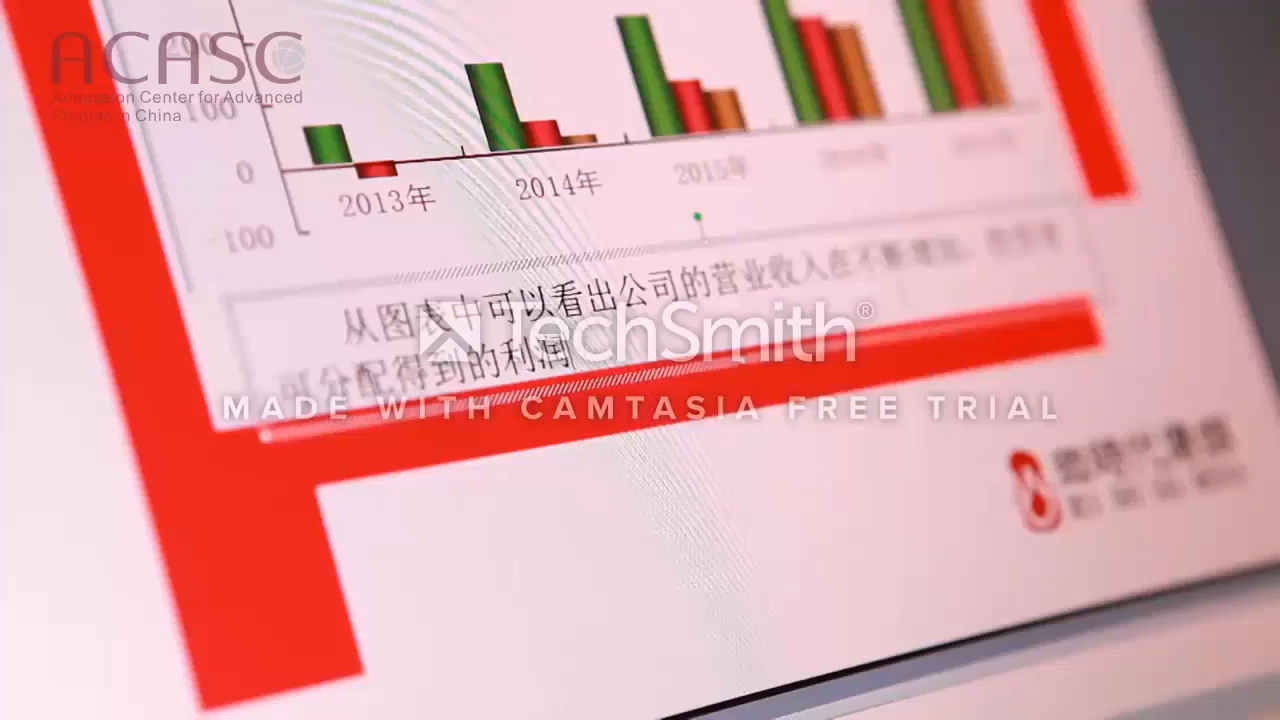 ACASC
Admission Center for Advanced
Studies in China
200
100
0
-100
2013年
2014年
2015年
从图表中可以看出公司的营业收入在不断增加
可分配得到的利润
TechSmith®
MADE WITH CAMTASIA FREE TRIAL